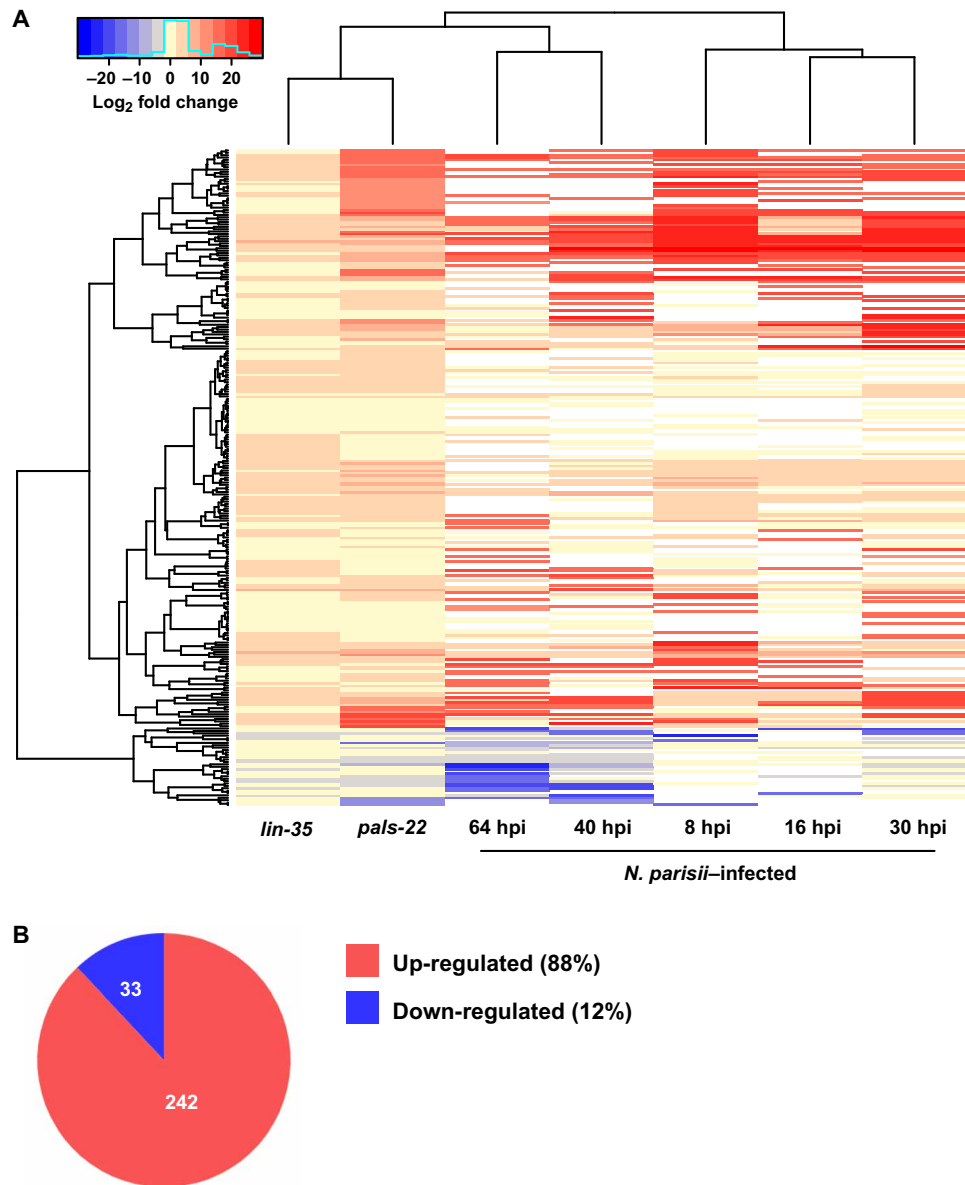 A
−20 −10 0 10 20
Log2 fold change
lin-35 pals-22 64 hpi 40 hpi 8 hpi 16 hpi 30 hpi
N. parisii–infected
B
33
242
Up-regulated (88%)
Down-regulated (12%)